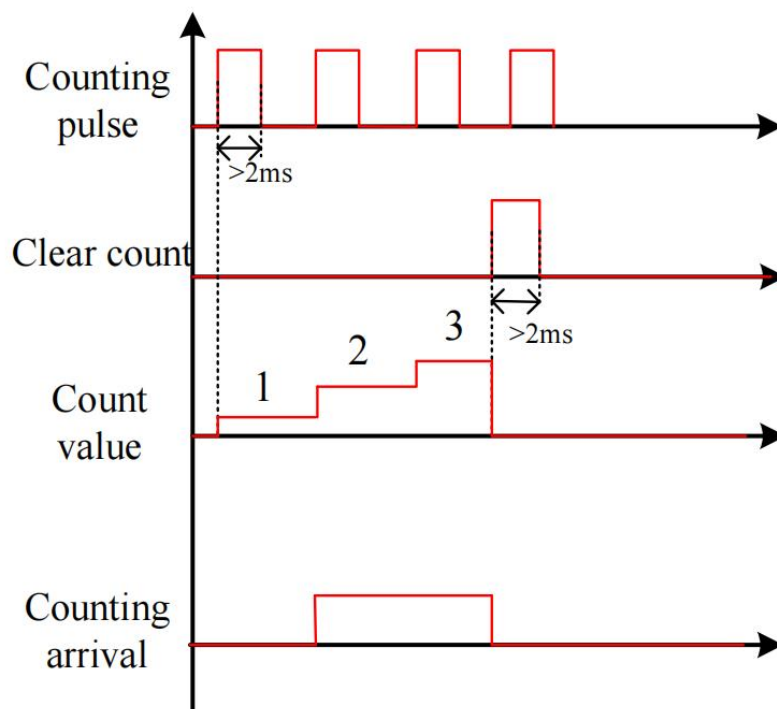 Counting
pulse
>2ms
Clear count
>2ms
1
2
3
Count
value
Counting
arrival